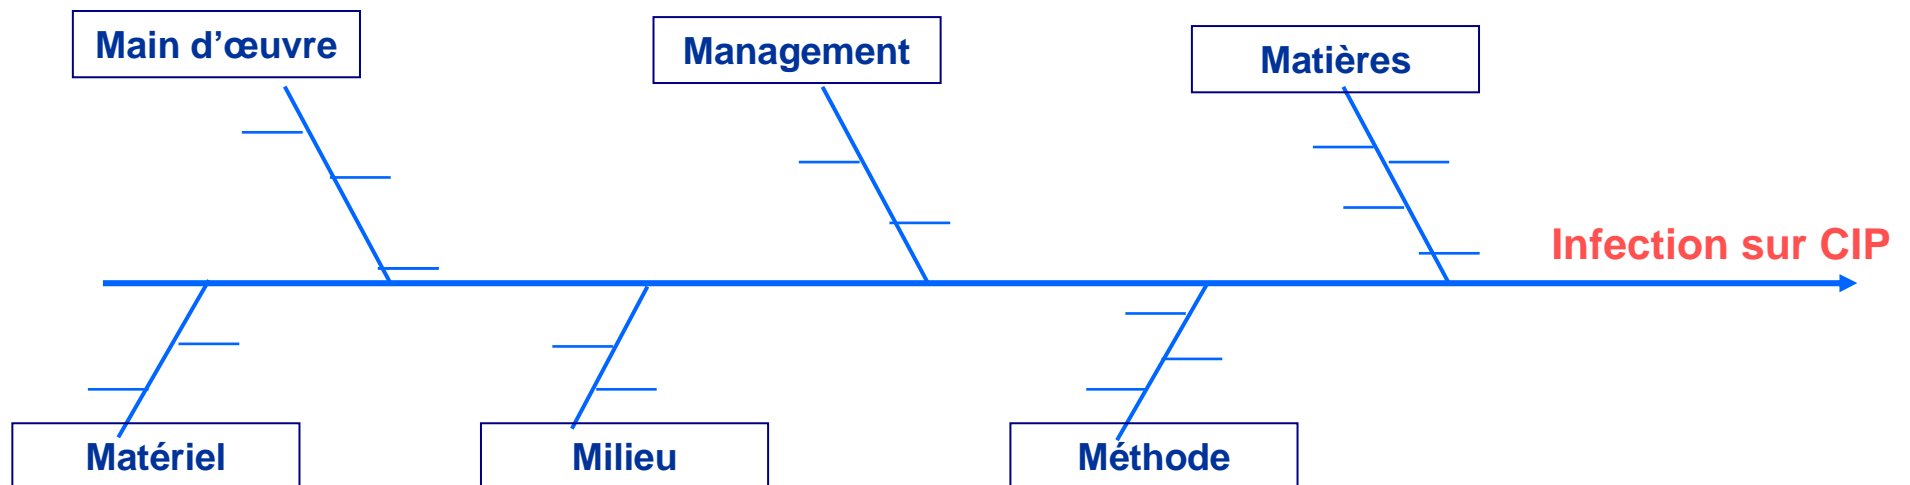 Main d’œuvre
Management
Matières
Infection sur CIP
Matériel
Milieu
Méthode